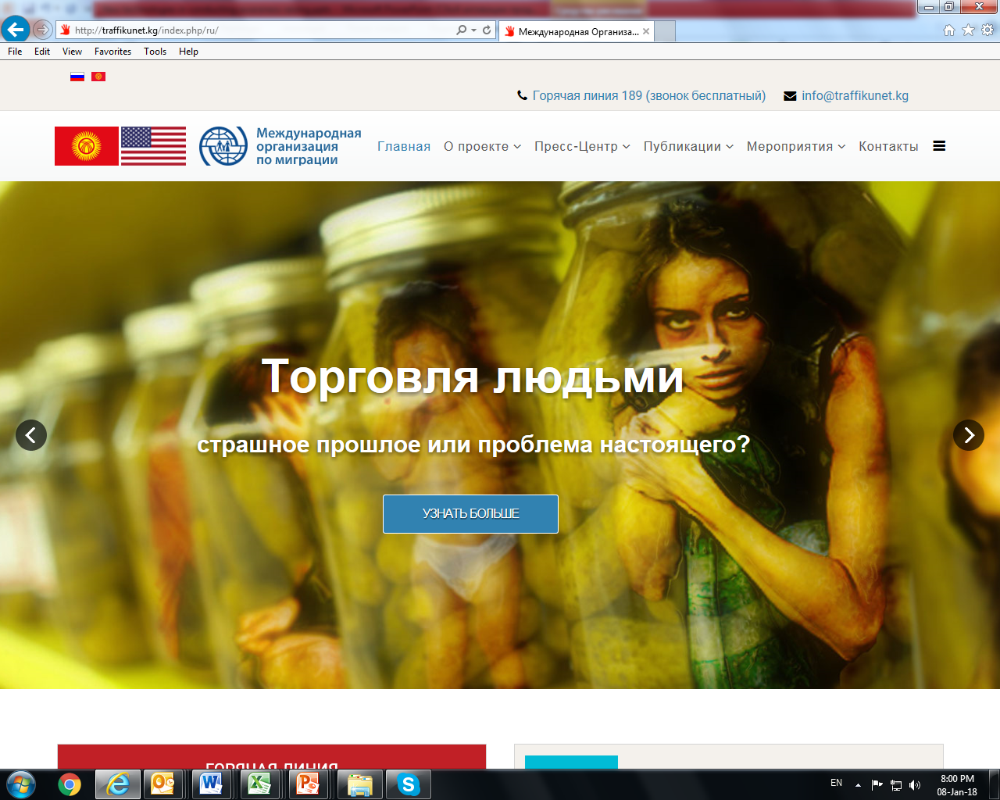 http://traffikunet.kg/index.php/ru/
Международная Организа...
File Edit View Favorites Tools Help
Горячая линия 189 (звонок бесплатный) info@traffikunet.kg
Международная
организация
по миграции
Главная О проекте Пресс-Центр Публикации Мероприятия Контакты
Торговля людьми
страшное прошлое или проблема настоящего?
УЗНАТЬ БОЛЬШЕ
ГОРЯЧАЯ ЛИНИЯ
EN
8:00 PM
08-Jan-18